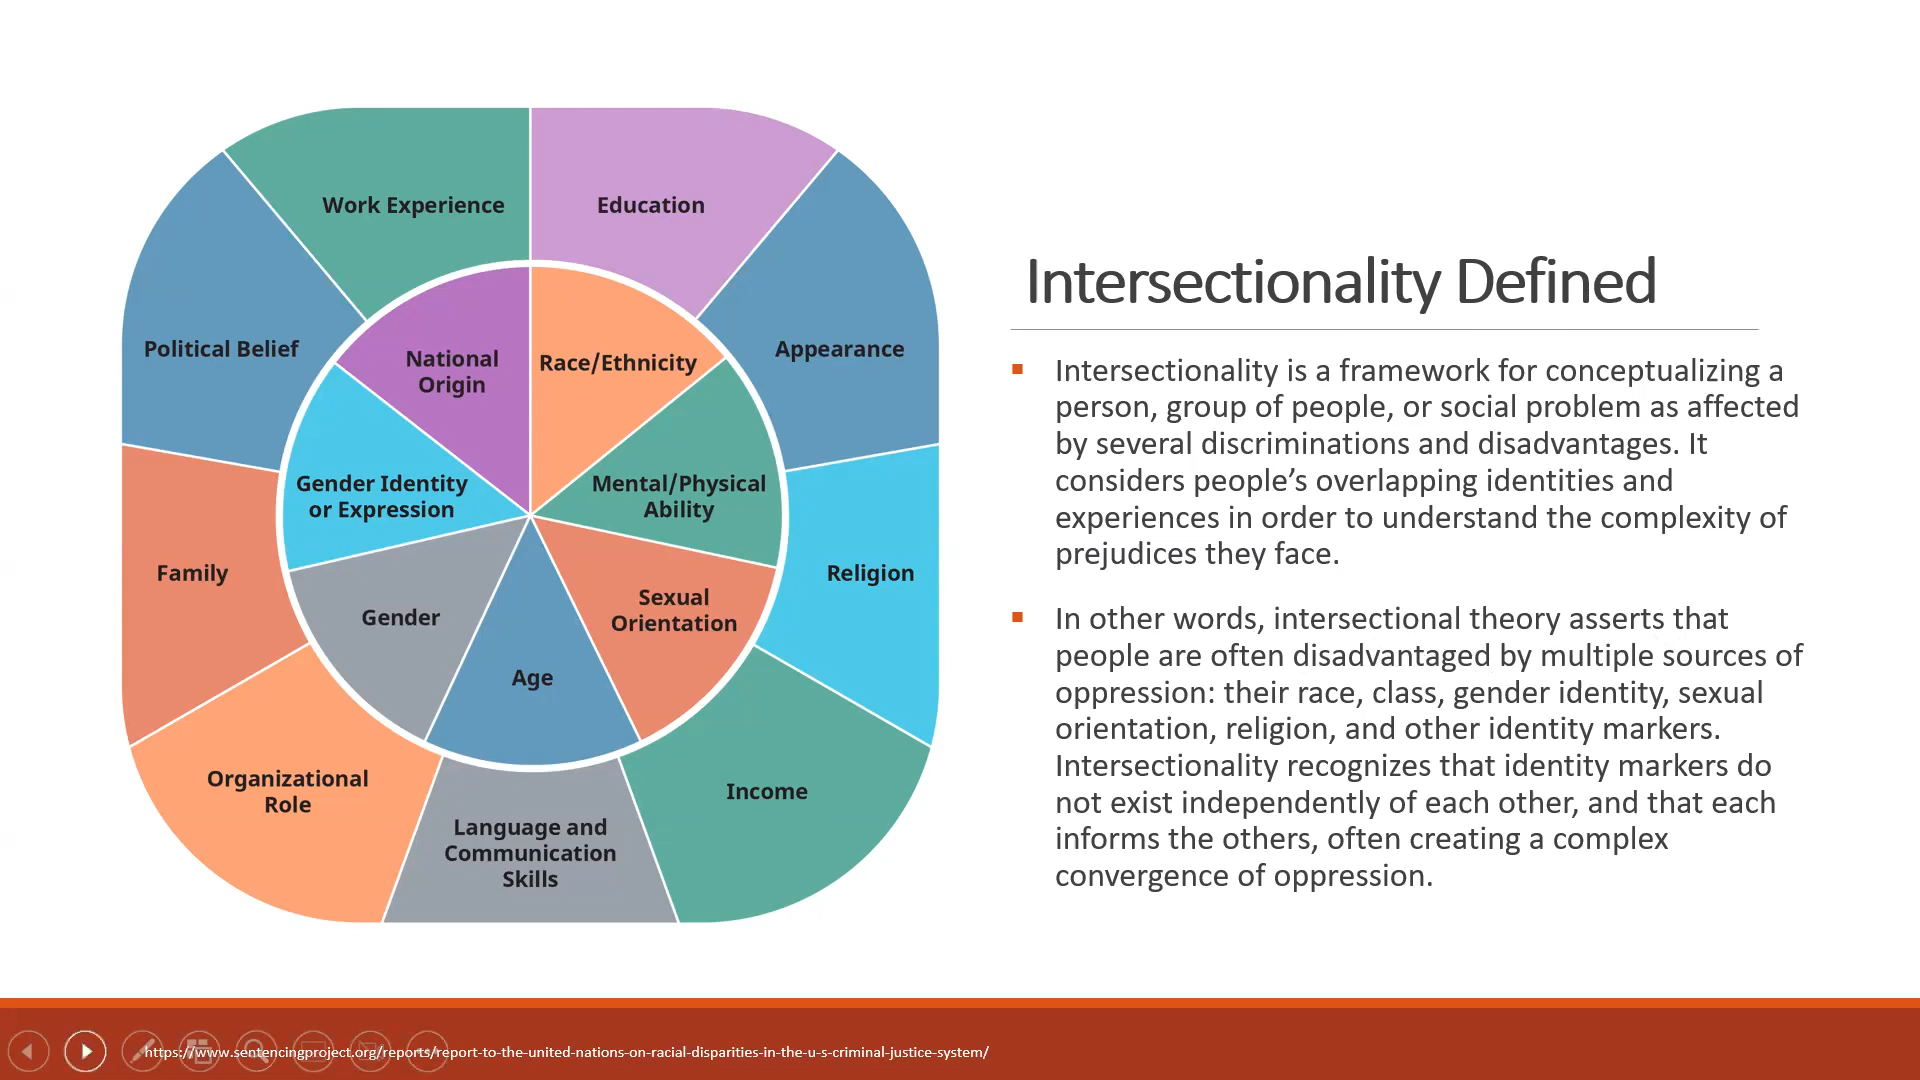 Work Experience
Education
Political Belief
Appearance
National
Origin
Race/Ethnicity
Gender Identity
or Expression
Mental/Physical
Ability
Family
Religion
Gender
Sexual
Orientation
Age
Organizational
Role
Income
Language and
Communication
Skills
Intersectionality Defined
Intersectionality is a framework for conceptualizing a
person, group of people, or social problem as affected
by several discriminations and disadvantages. It
considers people’s overlapping identities and
experiences in order to understand the complexity of
prejudices they face.
In other words, intersectional theory asserts that
people are often disadvantaged by multiple sources of
oppression: their race, class, gender identity, sexual
orientation, religion, and other identity markers.
Intersectionality recognizes that identity markers do
not exist independently of each other, and that each
informs the others, often creating a complex
convergence of oppression.
https://www.sentencingproject.org/reports/report-to-the-united-nations-on-racial-disparities-in-the-u-s-criminal-justice-system/